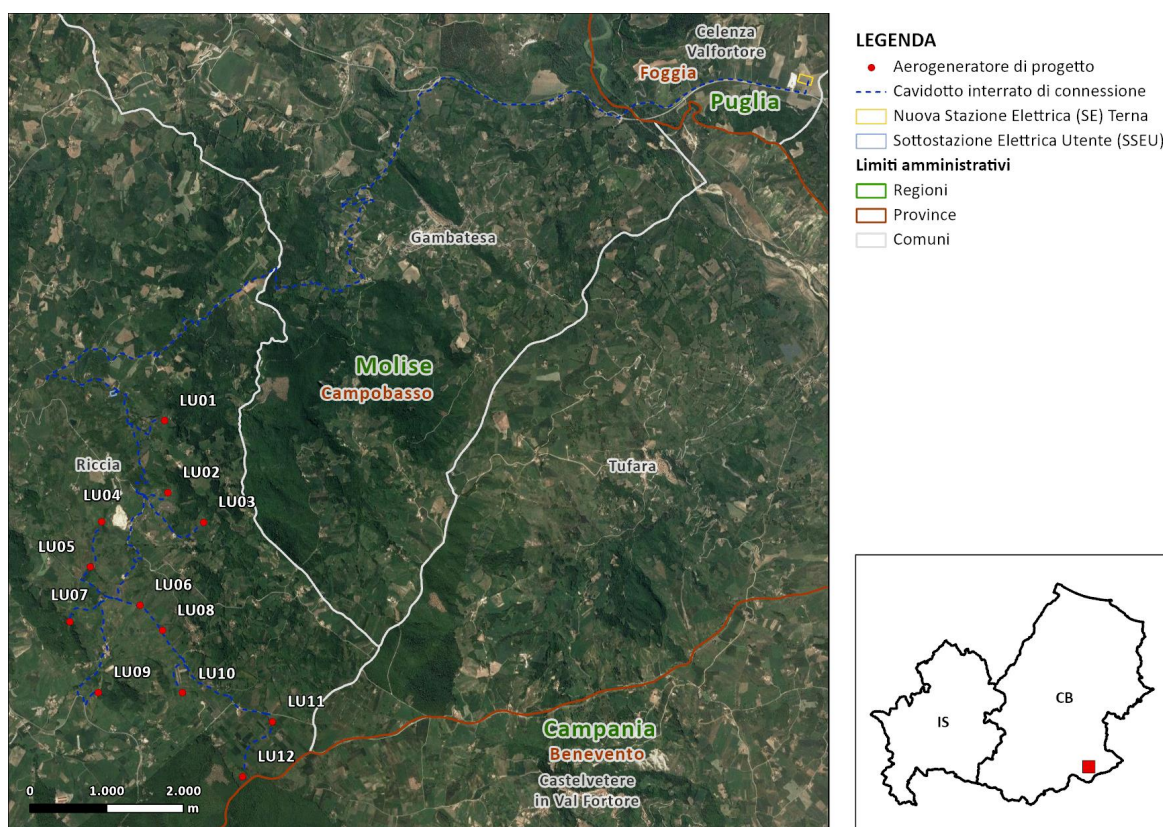 Celenza
Valfortore
Foggia
Puglia
Gambatesa
Molise
Campobasso
LU01
Riccia
LU02
Tufara
LU04
LU03
LU05
LU06
LU07
LU08
LU09
LU10
LU11
Campania
Benevento
LU12
Castelvetere
in Val Fortore
0 1.000 2.000
m
LEGENDA
Aerogeneratore di progetto
Cavidotto interrato di connessione
Nuova Stazione Elettrica (SE) Terna
Sottostazione Elettrica Utente (SSEU)
Limiti amministrativi
Regioni
Province
Comuni
CB
IS